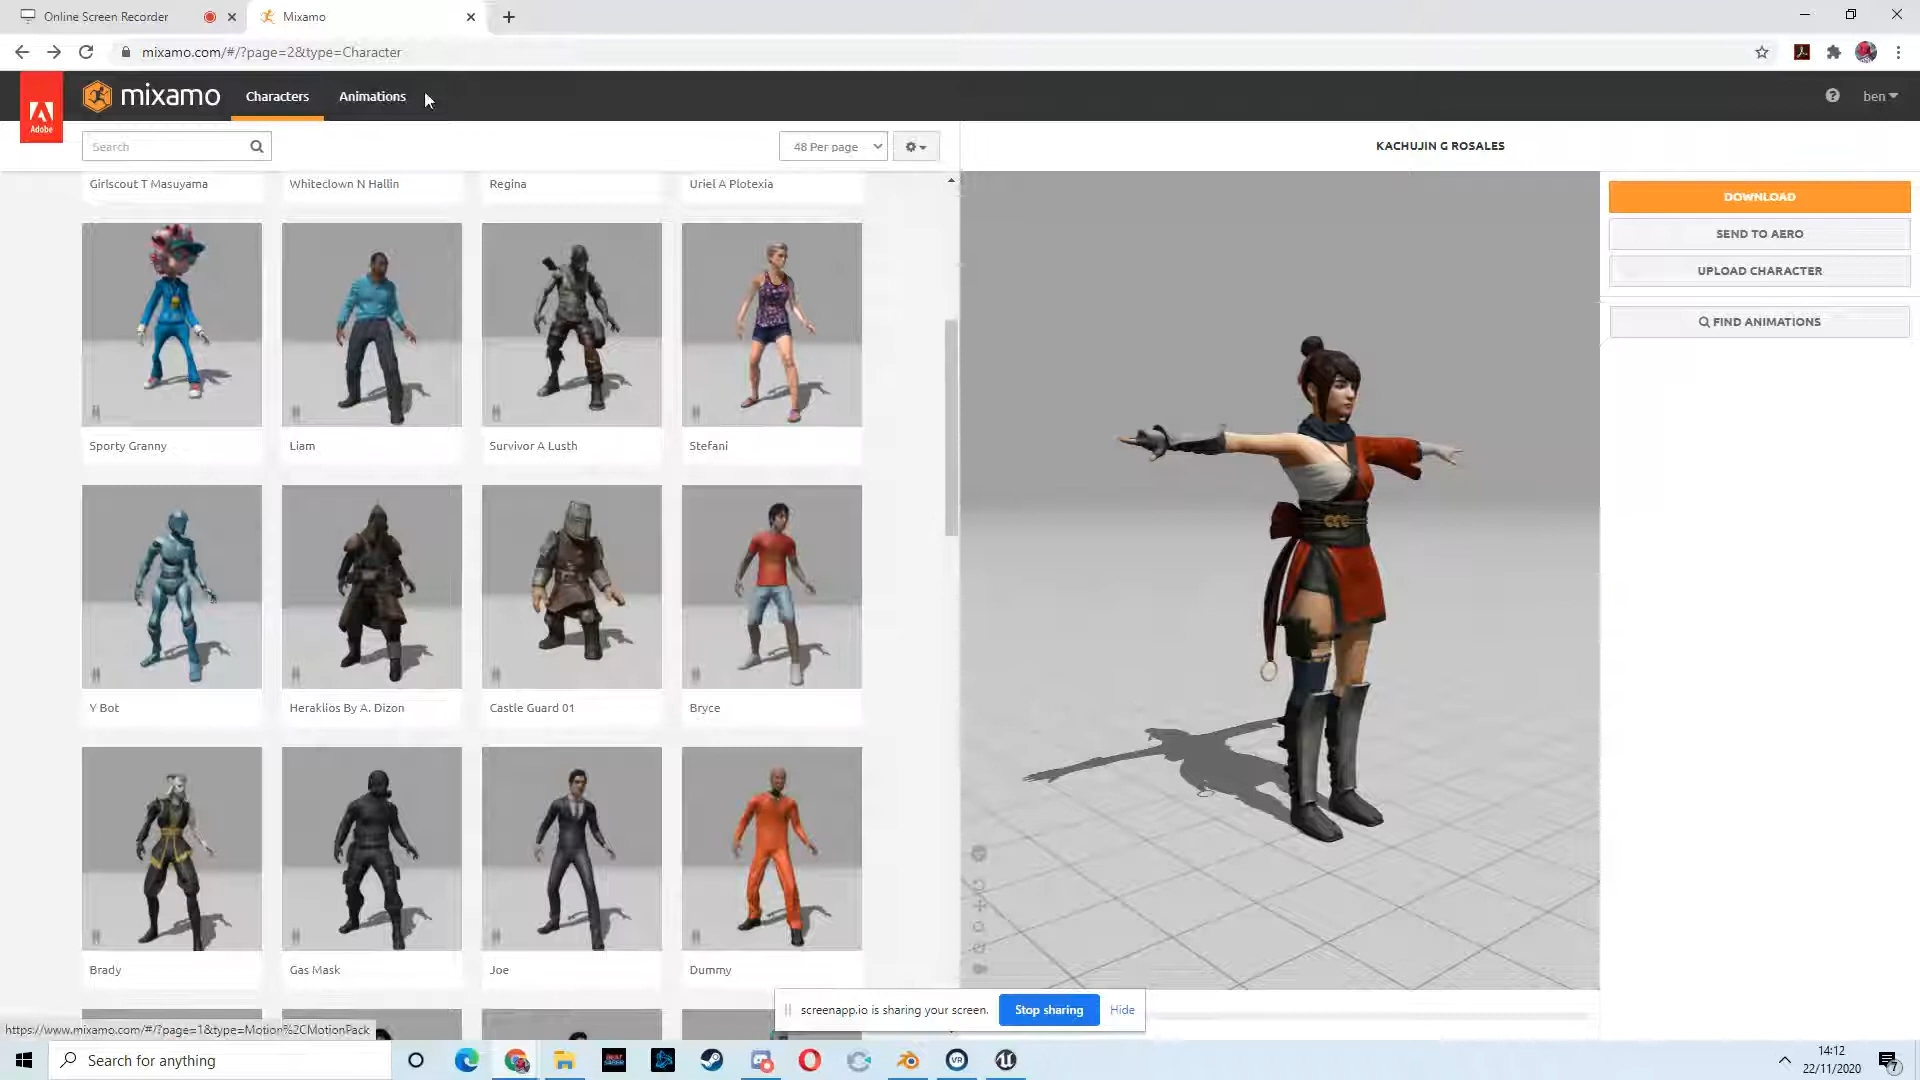 Online Screen Recorder
Mixamo
mixamo.com/#/?page=2&type=Character
Adobe
mixamo
Characters
Animations
ben
Search
48 Per page
KACHUJIN G ROSALES
Girlscout T Masuyama
Whiteclown N Hallin
Regina
Uriel A Plotexia
DOWNLOAD
SEND TO AERO
UPLOAD CHARACTER
FIND ANIMATIONS
Sporty Granny
Liam
Survivor A Lusth
Stefani
Y Bot
Heraklios By A. Dizon
Castle Guard 01
Bryce
Brady
Gas Mask
Joe
Dummy
screenapp.io is sharing your screen.
Stop sharing
Hide
https://www.mixamo.com/#/?page=1&type=Motion%2CMotionPack
Search for anything
VR
14:12
22/11/2020
7